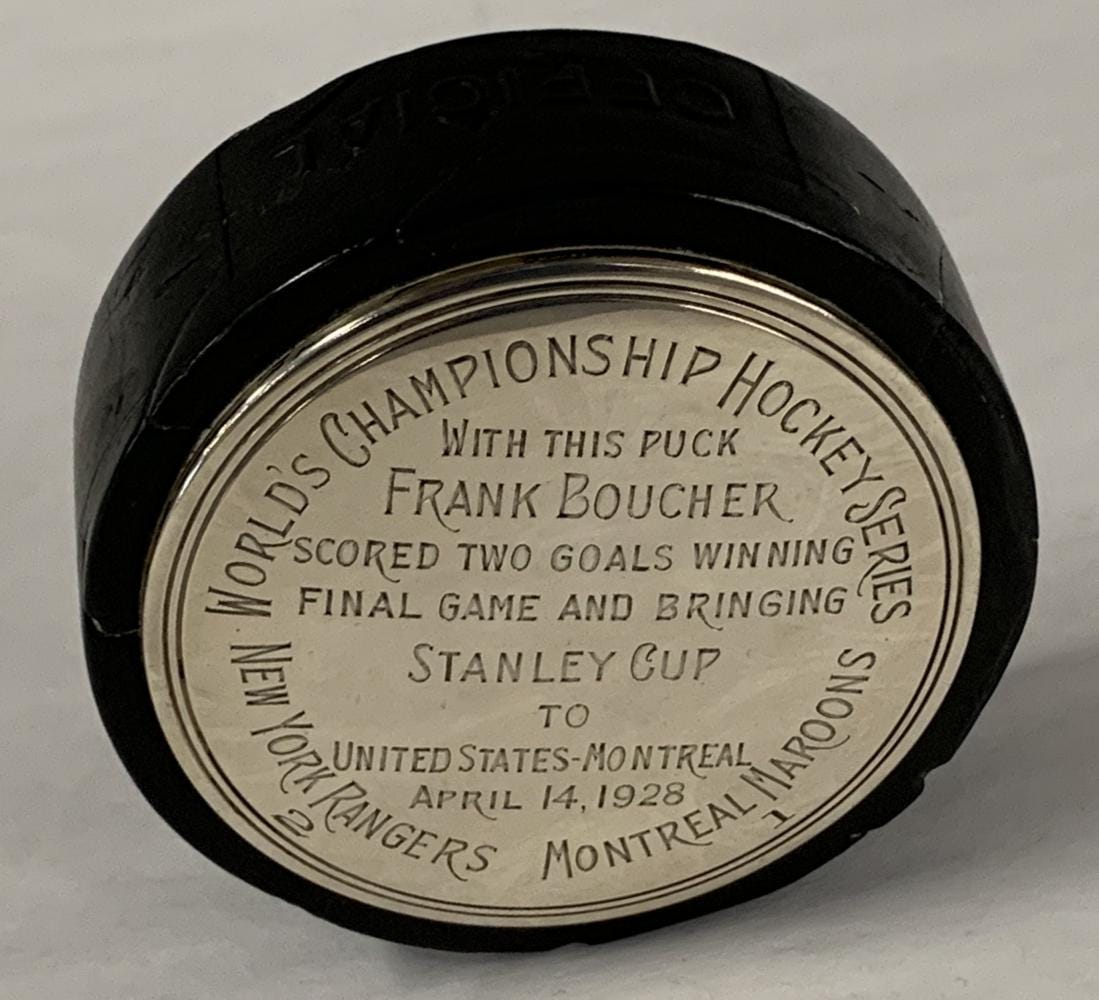 OFFICIAL
WORLD'S CHAMPIONSHIP HOCKEY SERIES
WITH THIS PUCK
FRANK BOUCHER
SCORED TWO GOALS WINNING
FINAL GAME AND BRINGING
STANLEY CUP
TO
UNITED STATES-MONTREAL
APRIL 14, 1928
NEW YORK RANGERS
2
MONTREAL MAROONS
1